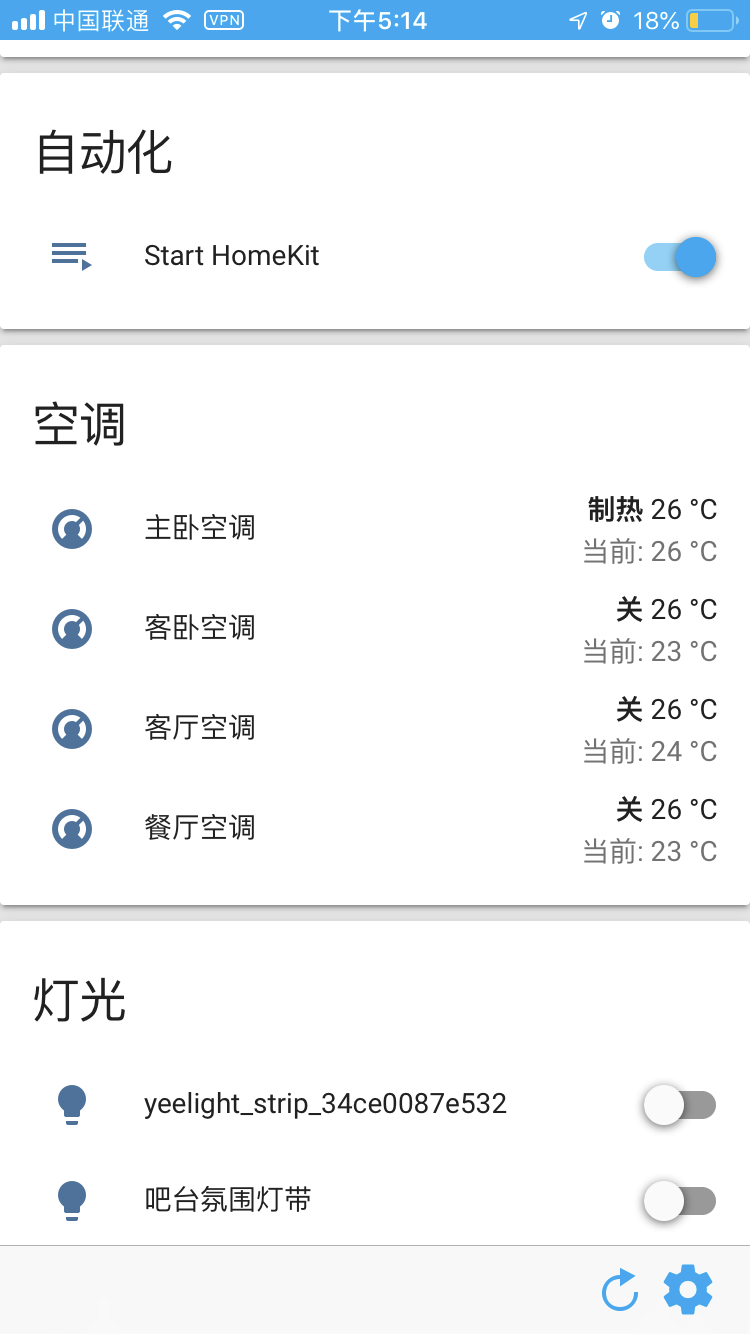 中国联通 VPN 下午5:14 18%
自动化
Start HomeKit
空调
主卧空调 制热 26 °C
当前: 26 °C
客卧空调 关 26 °C
当前: 23 °C
客厅空调 关 26 °C
当前: 24 °C
餐厅空调 关 26 °C
当前: 23 °C
灯光
yeelight_strip_34ce0087e532
吧台氛围灯带